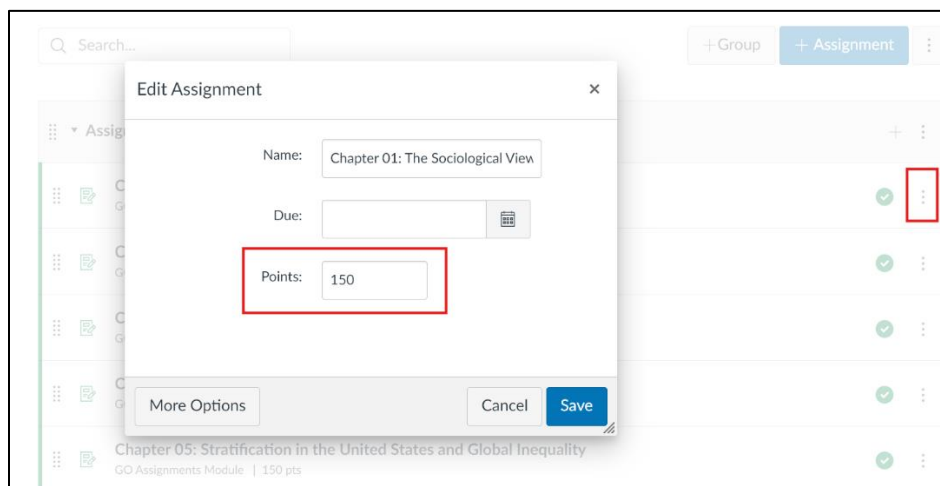 Search...
+ Group
+ Assignment
Edit Assignment
×
Assig
Name:
Chapter 01: The Sociological View
Due:
Points:
150
More Options
Cancel
Save
Chapter 05: Stratification in the United States and Global Inequality
GO Assignments Module | 150 pts